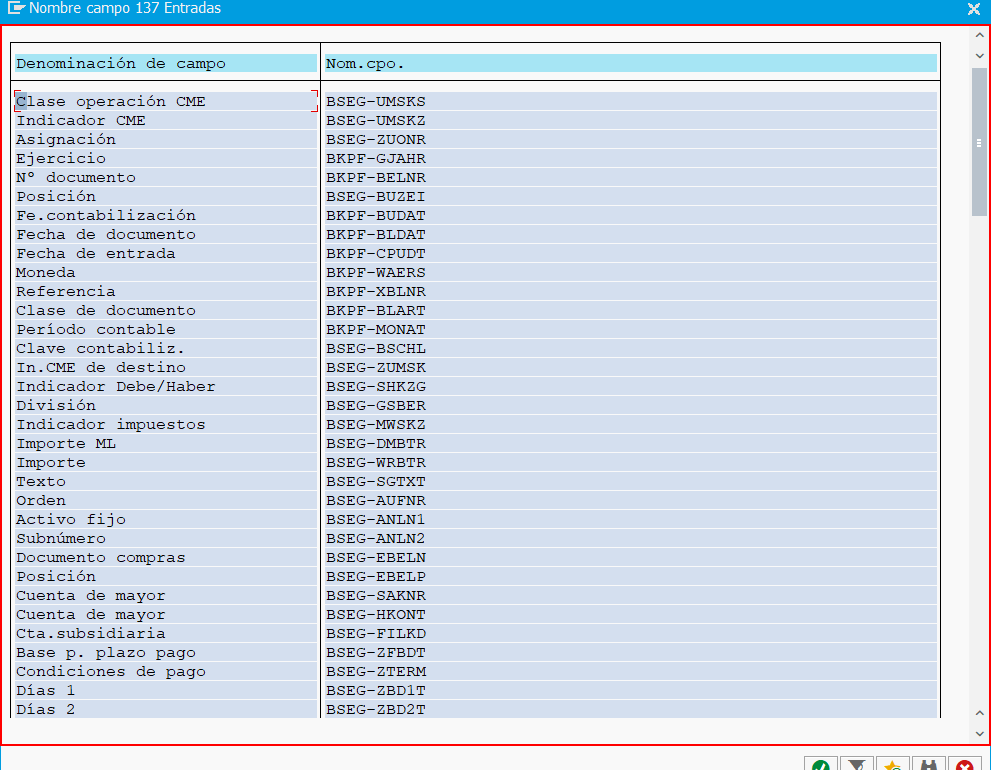 Nombre campo 137 Entradas
Denominación de campo Nom.cpo.
Clase operación CME BSEG-UMSKS
Indicador CME BSEG-UMSKZ
Asignación BSEG-ZUONR
Ejercicio BKPF-GJAHR
Nº documento BKPF-BELNR
Posición BSEG-BUZEI
Fe.contabilización BKPF-BUDAT
Fecha de documento BKPF-BLDAT
Fecha de entrada BKPF-CPUDT
Moneda BKPF-WAERS
Referencia BKPF-XBLNR
Clase de documento BKPF-BLART
Período contable BKPF-MONAT
Clave contabiliz. BSEG-BSCHL
In.CME de destino BSEG-ZUMSK
Indicador Debe/Haber BSEG-SHKZG
División BSEG-GSBER
Indicador impuestos BSEG-MWSKZ
Importe ML BSEG-DMBTR
Importe BSEG-WRBTR
Texto BSEG-SGTXT
Orden BSEG-AUFNR
Activo fijo BSEG-ANLN1
Subnúmero BSEG-ANLN2
Documento compras BSEG-EBELN
Posición BSEG-EBELP
Cuenta de mayor BSEG-SAKNR
Cuenta de mayor BSEG-HKONT
Cta.subsidiaria BSEG-FILKD
Base p. plazo pago BSEG-ZFBDT
Condiciones de pago BSEG-ZTERM
Días 1 BSEG-ZBD1T
Días 2 BSEG-ZBD2T